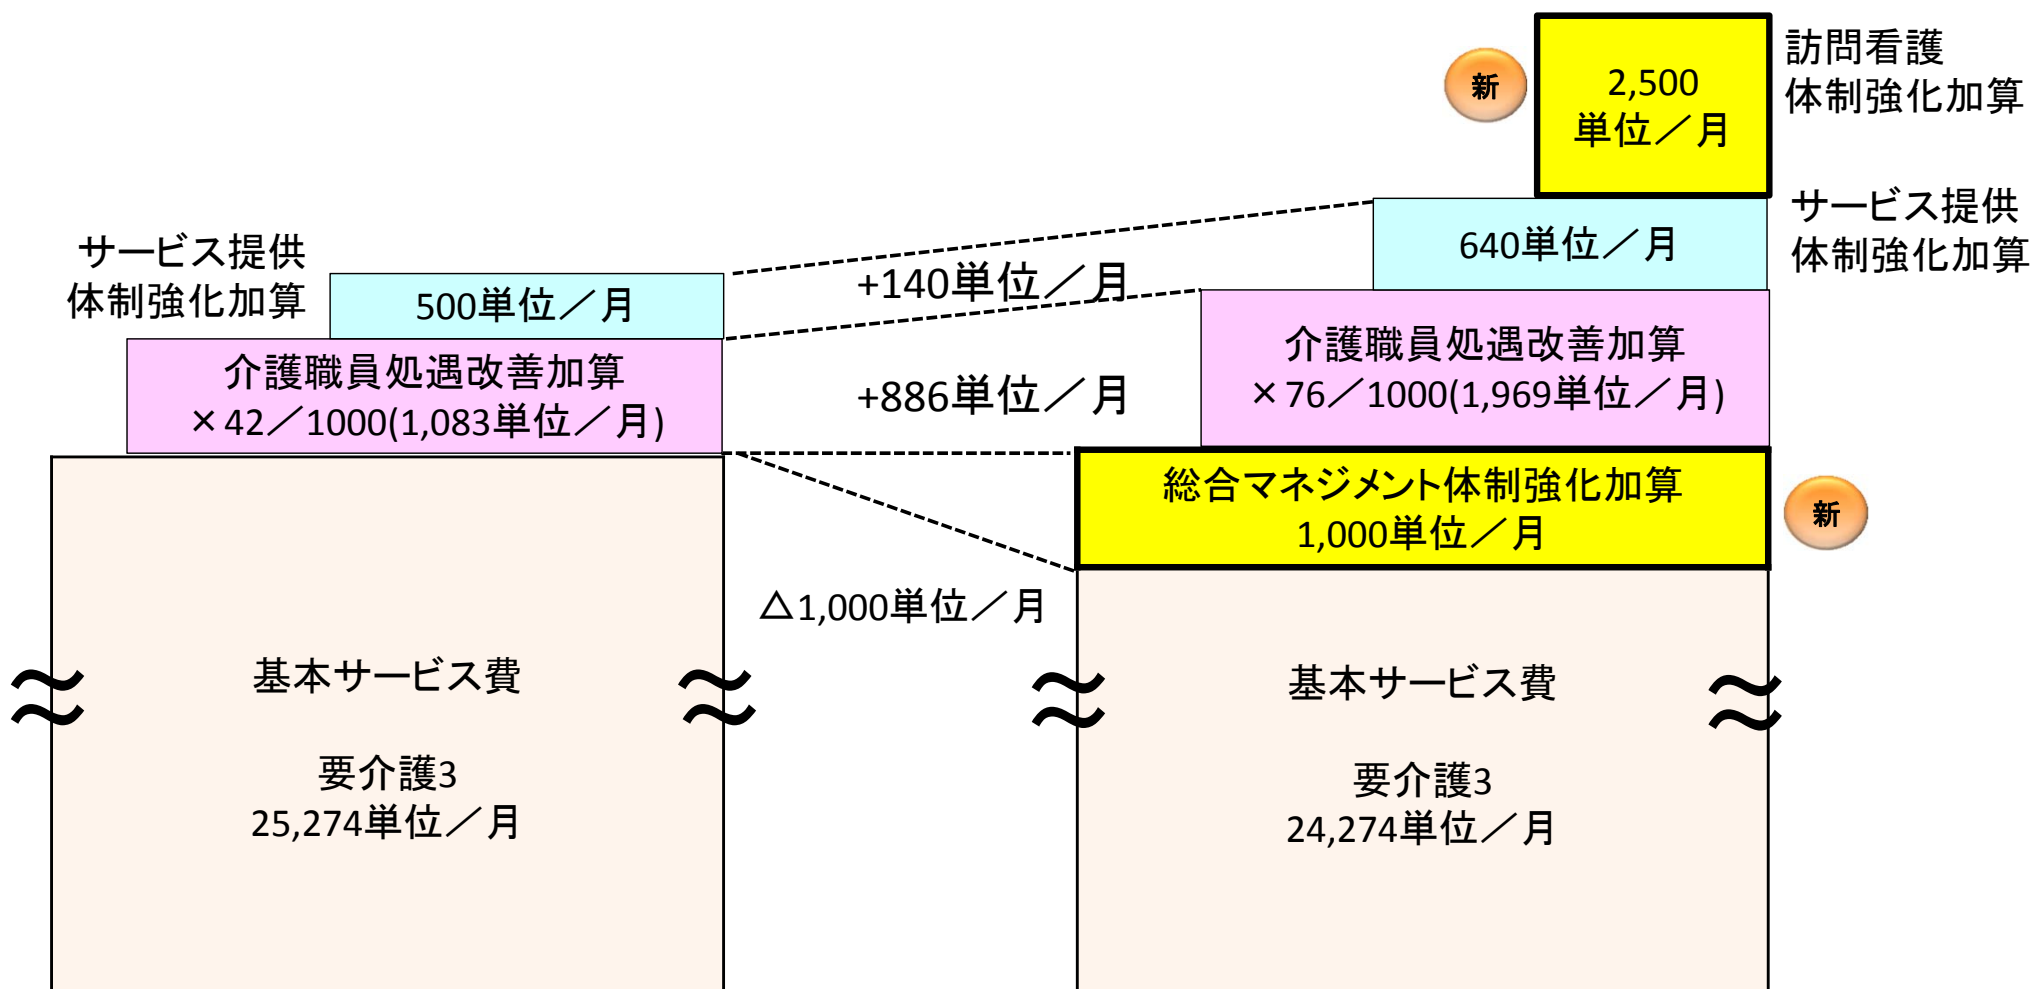 サービス提供
体制強化加算
500単位／月
介護職員処遇改善加算
×42／1000(1,083単位／月)
基本サービス費
要介護3
25,274単位／月
+140単位／月
+886単位／月
△1,000単位／月
新
2,500
単位／月
訪問看護
体制強化加算
640単位／月
サービス提供
体制強化加算
介護職員処遇改善加算
×76／1000(1,969単位／月)
総合マネジメント体制強化加算
1,000単位／月
新
基本サービス費
要介護3
24,274単位／月